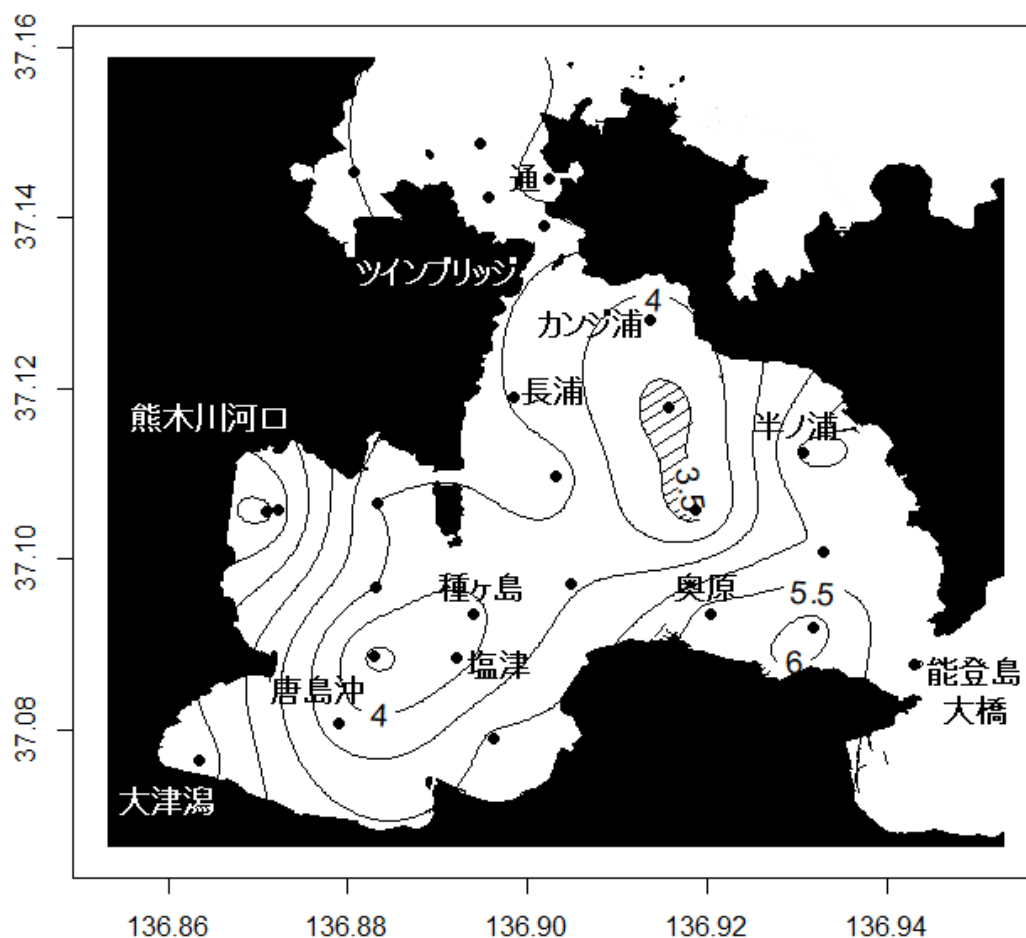 37.16
37.14
37.12
37.10
37.08
通
ツインブリッジ
4
カンジ浦
長浦
熊木川河口
半ノ浦
3.5
種ヶ島
奥原
5.5
塩津
6
能登島
大橋
唐島沖
4
大津潟
136.86
136.88
136.90
136.92
136.94